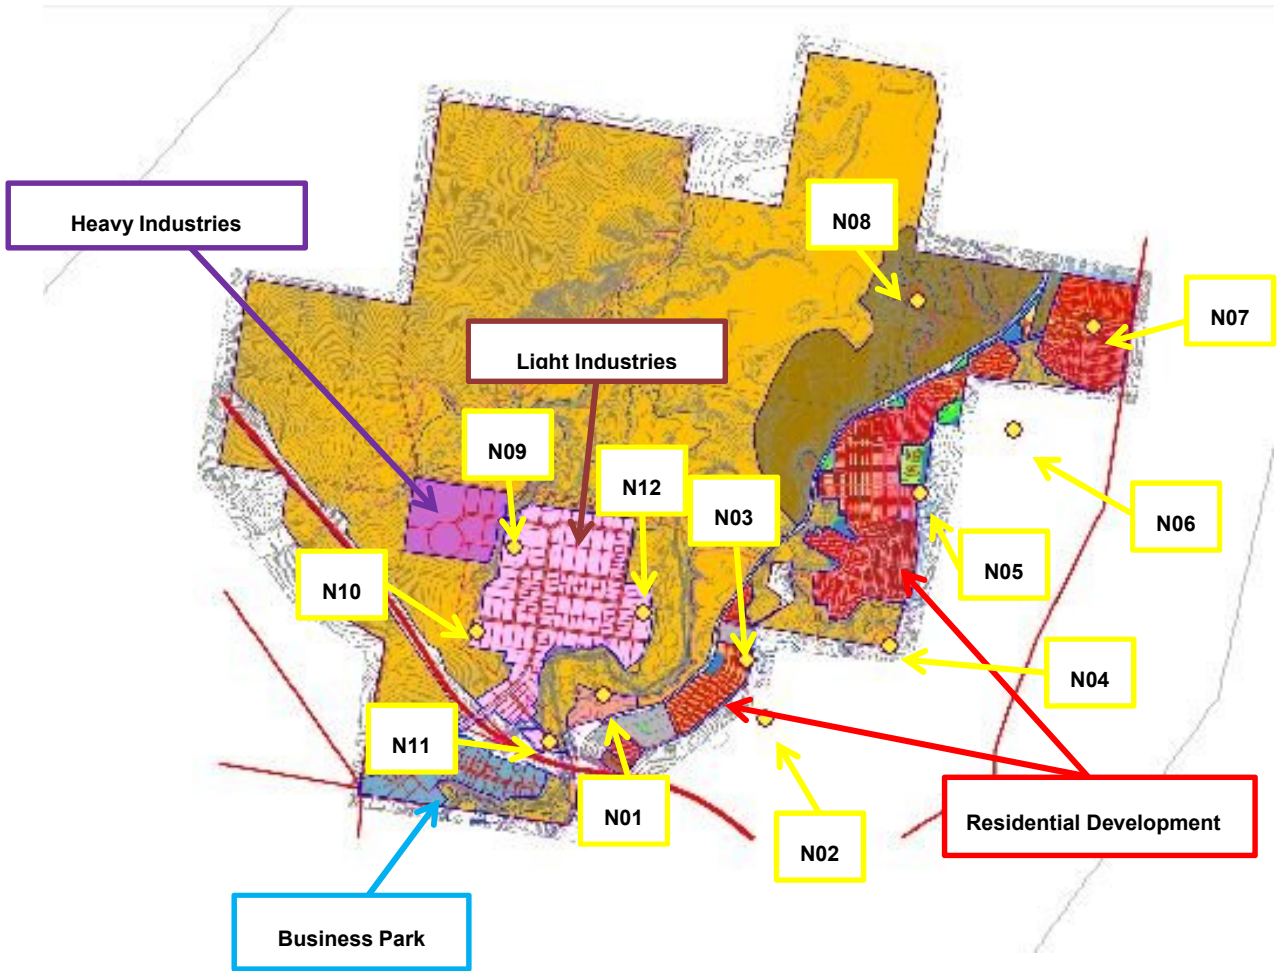 Heavy Industries
N08
N07
Light Industries
N09
N12
N03
N06
N05
N10
N04
N11
N01
N02
Residential Development
Business Park